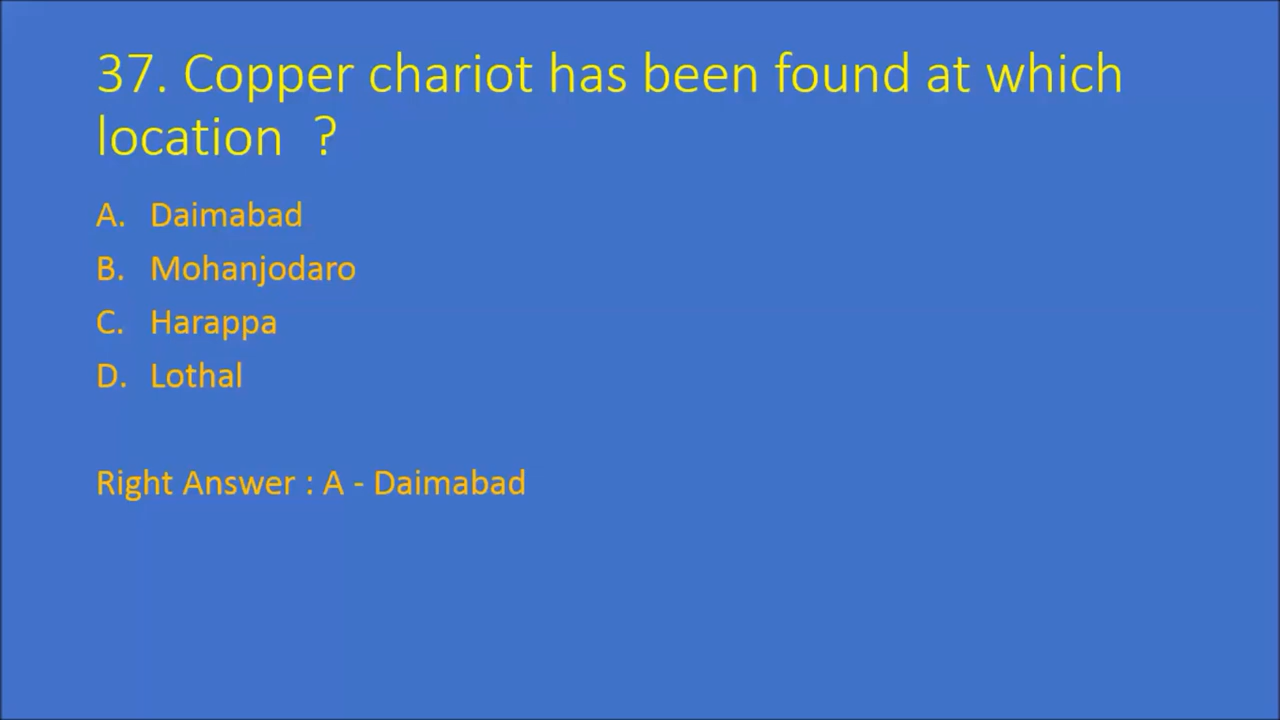 37. Copper chariot has been found at which
location  ?
A. Daimabad
B. Mohanjodaro
C. Harappa
D. Lothal
Right Answer : A - Daimabad